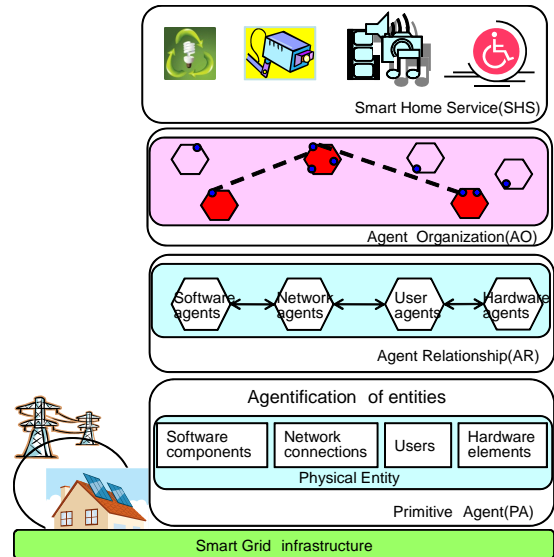 Smart Home Service(SHS)
Agent Organization(AO)
Software agents
Network agents
User agents
Hardware agents
Agent Relationship(AR)
Agentification of entities
Software components
Network connections
Users
Hardware elements
Physical Entity
Primitive Agent(PA)
Smart Grid infrastructure